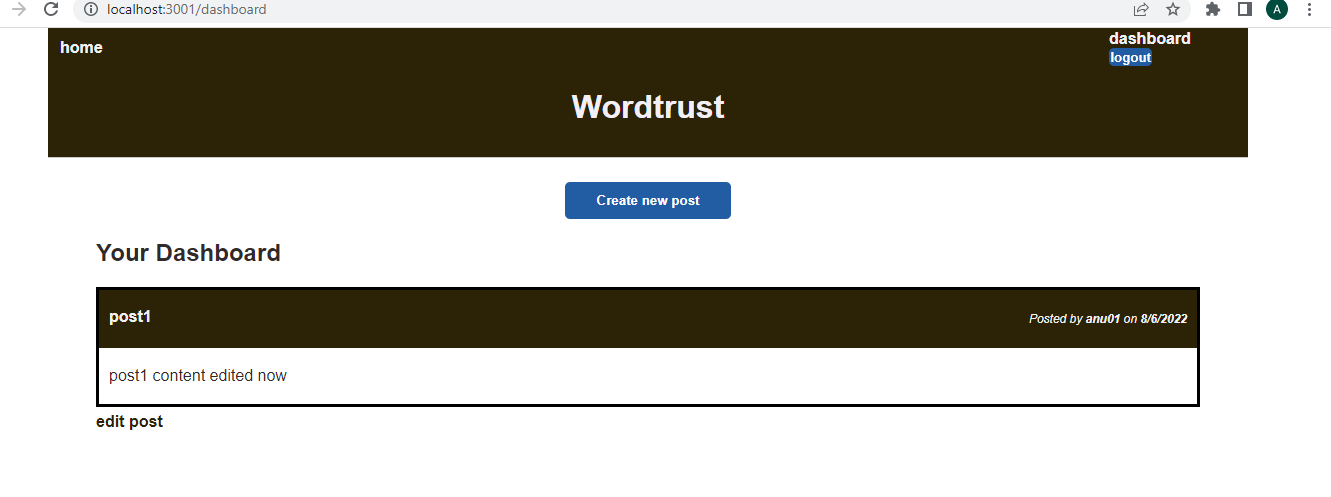 localhost:3001/dashboard
A
home
dashboard
logout
Wordtrust
Create new post
Your Dashboard
post1
Posted by anu01 on 8/6/2022
post1 content edited now
edit post